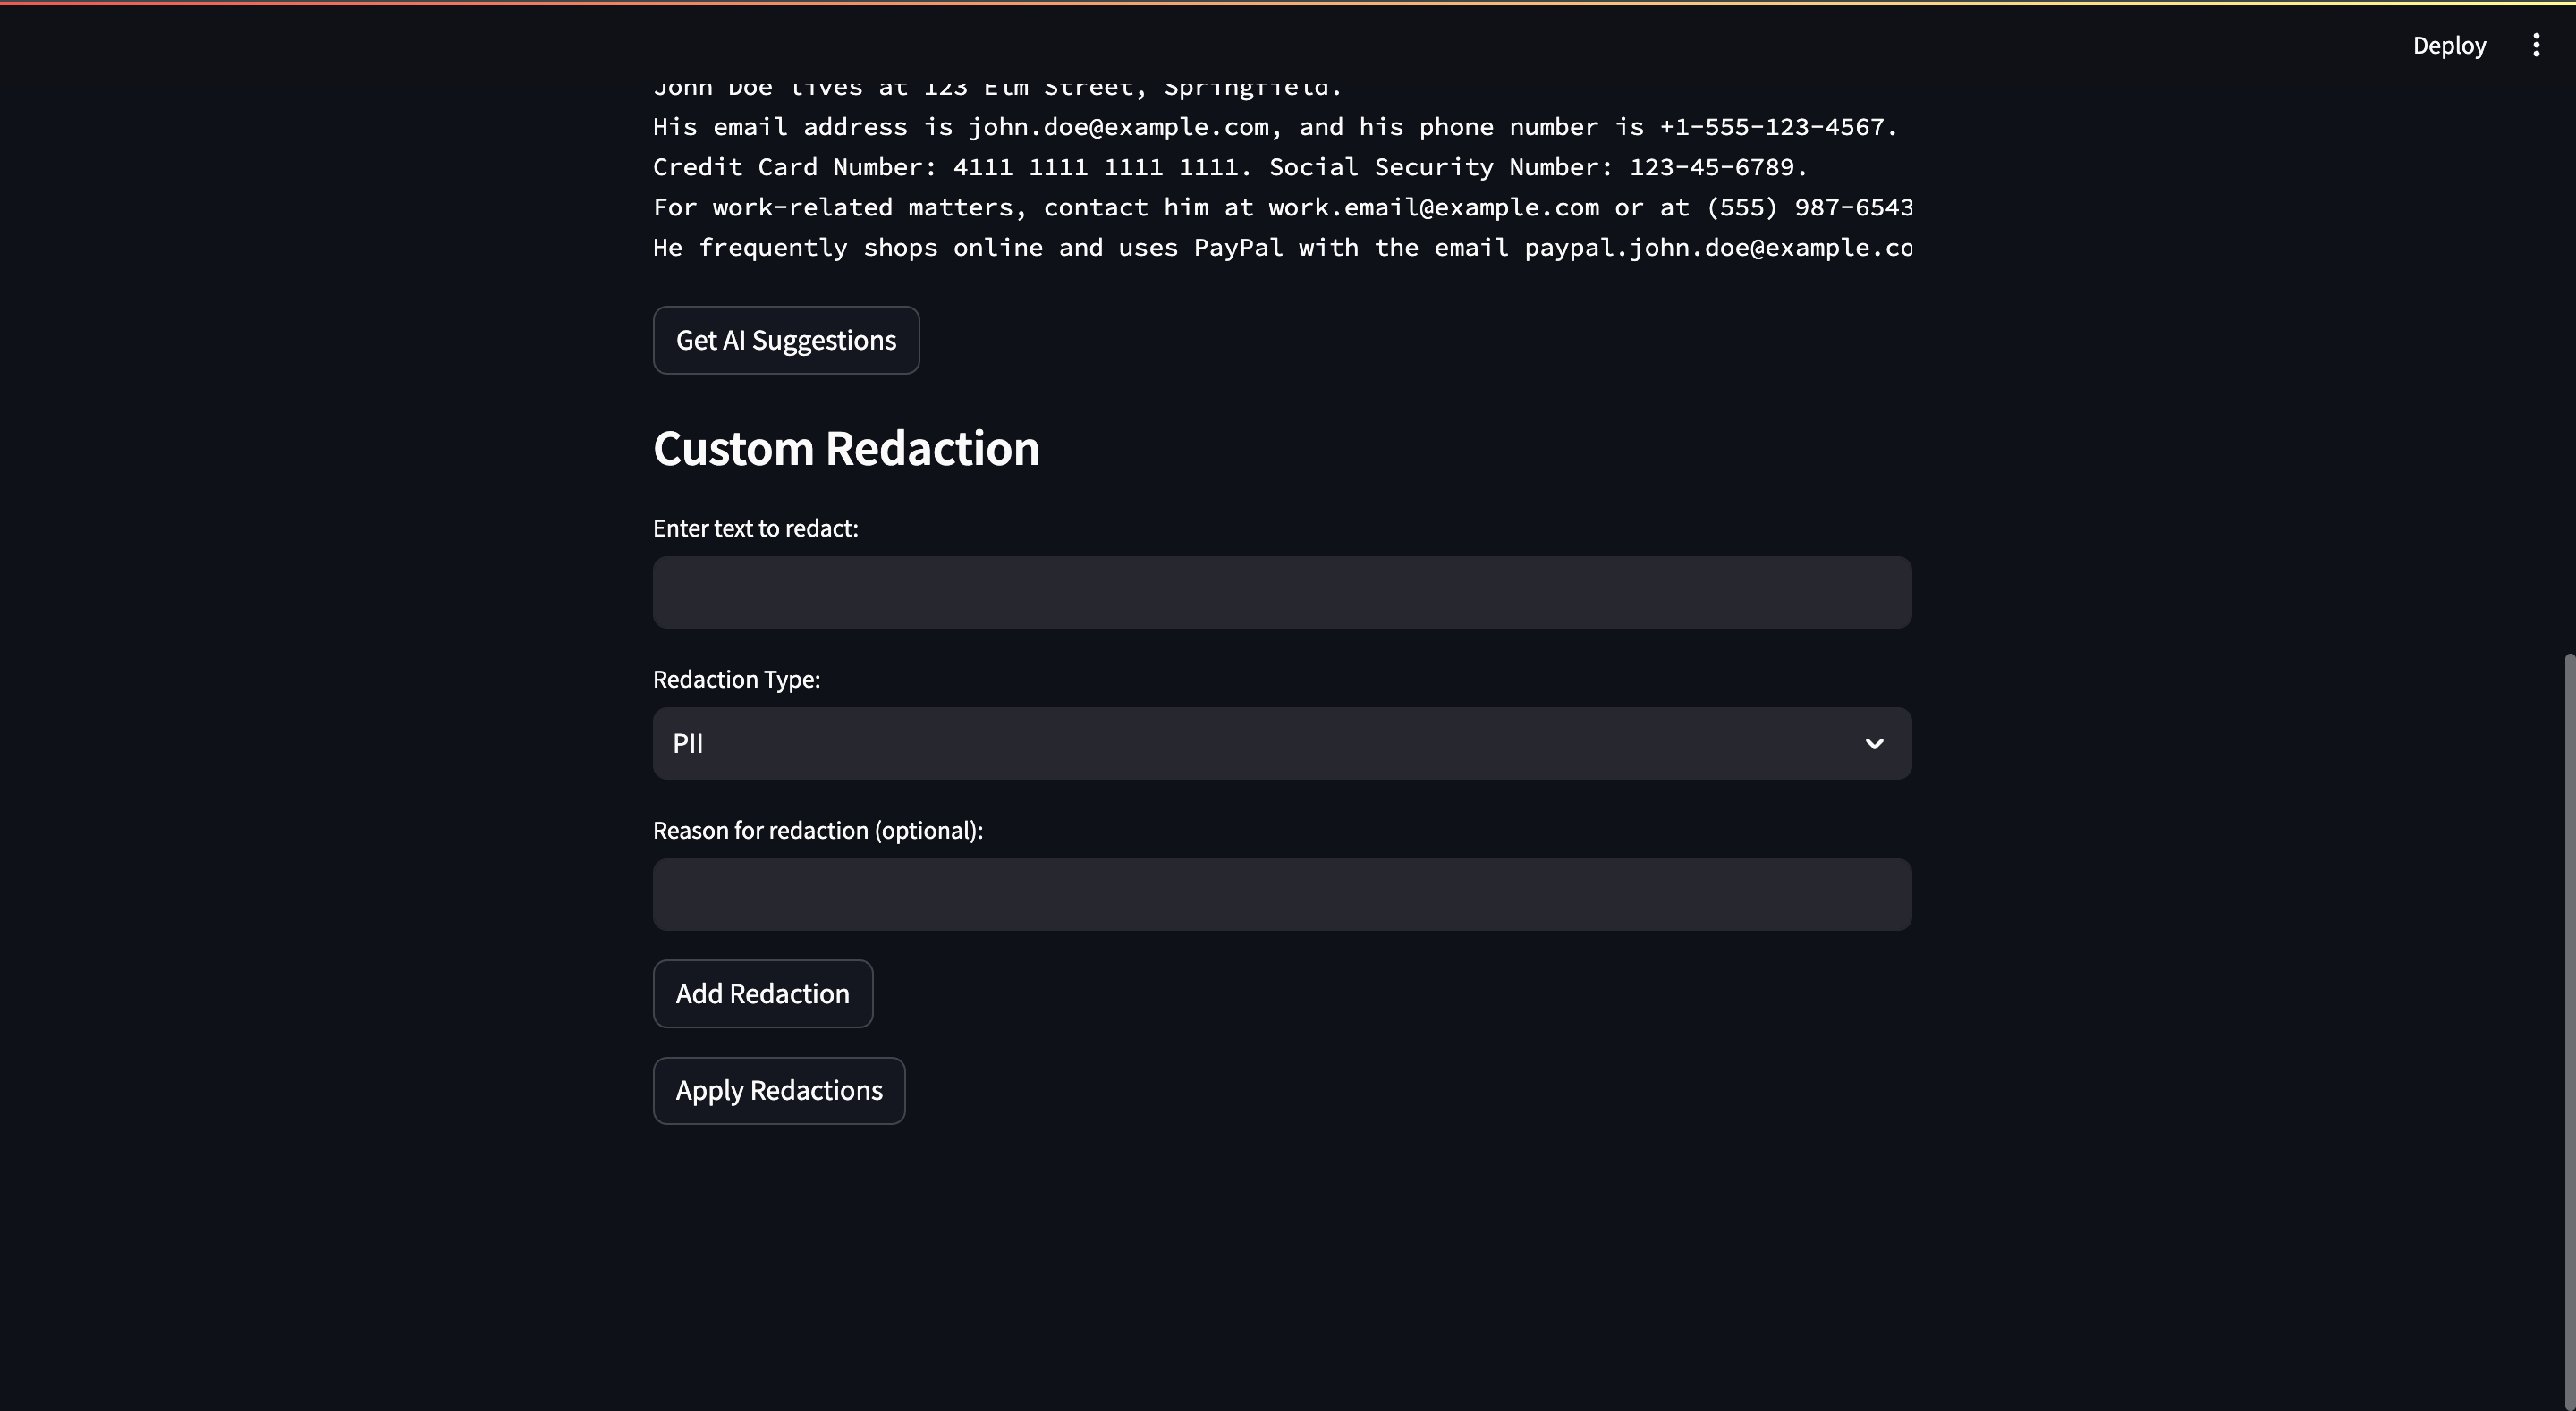 Deploy
John Doe lives at 123 Elm Street, Springfield.
His email address is john.doe@example.com, and his phone number is +1-555-123-4567.
Credit Card Number: 4111 1111 1111 1111. Social Security Number: 123-45-6789.
For work-related matters, contact him at work.email@example.com or at (555) 987-6543
He frequently shops online and uses PayPal with the email paypal.john.doe@example.co
Get AI Suggestions
Custom Redaction
Enter text to redact:
Redaction Type:
PII
Reason for redaction (optional):
Add Redaction
Apply Redactions